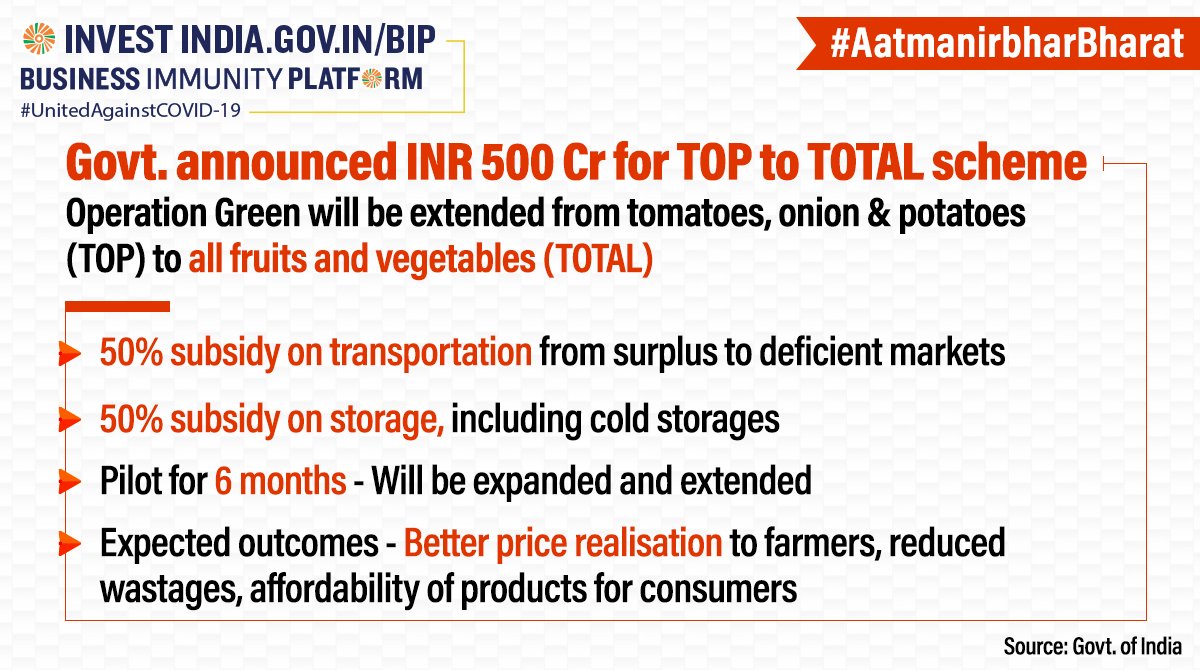 INVEST INDIA.GOV.IN/BIP
BUSINESS IMMUNITY PLATFORM
#UnitedAgainstCOVID-19
#AatmanirbharBharat
Govt. announced INR 500 Cr for TOP to TOTAL scheme
Operation Green will be extended from tomatoes, onion & potatoes
(TOP) to all fruits and vegetables (TOTAL)
50% subsidy on transportation from surplus to deficient markets
50% subsidy on storage, including cold storages
Pilot for 6 months - Will be expanded and extended
Expected outcomes - Better price realisation to farmers, reduced
wastages, affordability of products for consumers
Source: Govt. of India